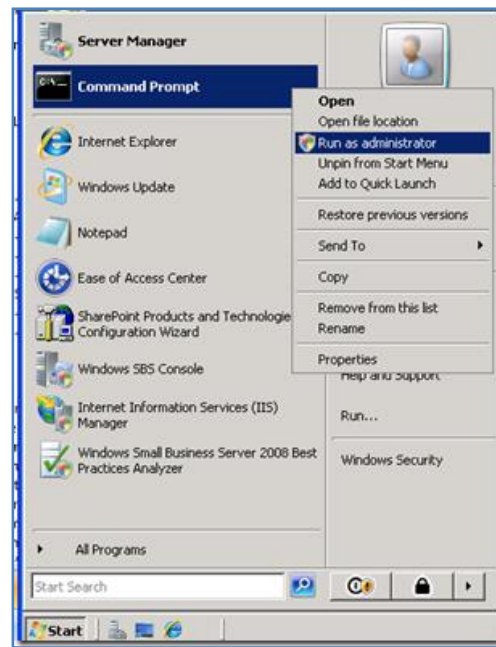 Server Manager
Command Prompt
Internet Explorer
Windows Update
Notepad
Ease of Access Center
SharePoint Products and Technologie
Configuration Wizard
Windows SBS Console
Internet Information Services (IIS)
Manager
Windows Small Business Server 2008 Best
Practices Analyzer
All Programs
Start Search
Start
Open
Open file location
Run as administrator
Unpin from Start Menu
Add to Quick Launch
Restore previous versions
Send To
Copy
Remove from this list
Rename
Properties
Help and Support
Run...
Windows Security